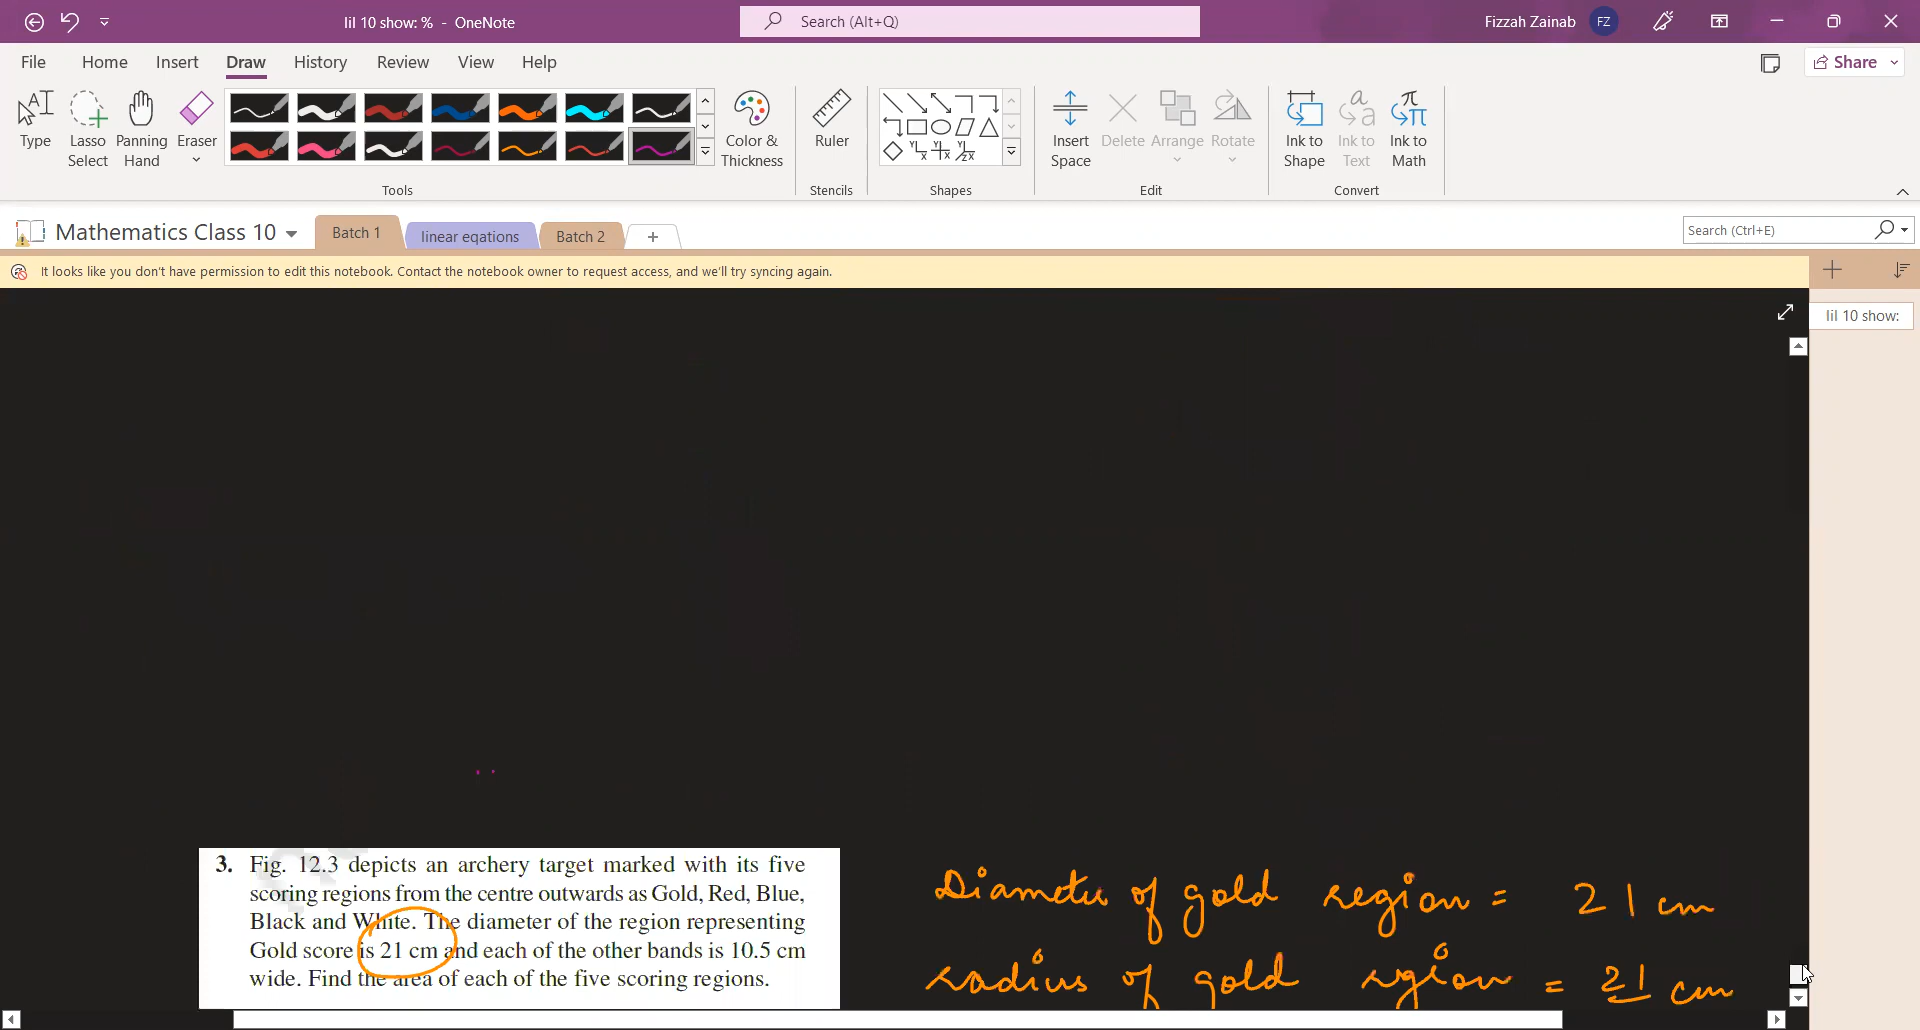 lil 10 show: % - OneNote
Search (Alt+Q)
Fizzah Zainab
FZ
File Home Insert Draw History Review View Help
Share
Type
Lasso Select
Panning Hand
Eraser
Color & Thickness
Ruler
Insert Space
Delete
Arrange
Rotate
Ink to Shape
Ink to Text
Ink to Math
Tools
Stencils
Shapes
Edit
Convert
Mathematics Class 10
Batch 1
linear eqations
Batch 2
Search (Ctrl+E)
It looks like you don't have permission to edit this notebook. Contact the notebook owner to request access, and we'll try syncing again.
lil 10 show:
3. Fig. 12.3 depicts an archery target marked with its five
scoring regions from the centre outwards as Gold, Red, Blue,
Black and White. The diameter of the region representing
Gold score is 21 cm and each of the other bands is 10.5 cm
wide. Find the area of each of the five scoring regions.
Diameter of gold region = 21 cm
radius of gold region = 21 cm